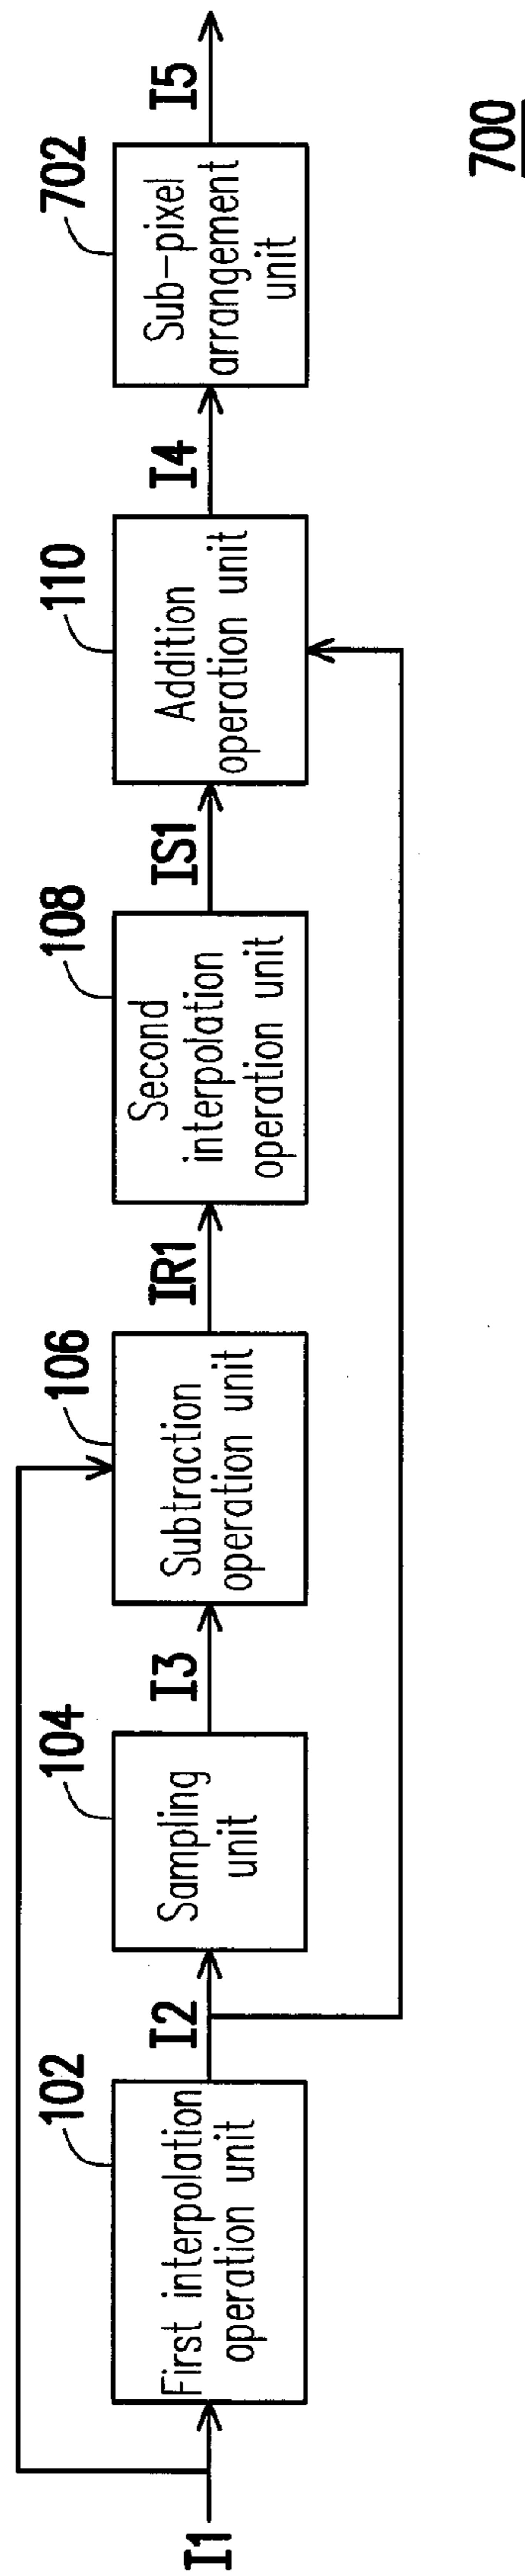 I1
102
First interpolation
operation unit
I2
104
Sampling
unit
I3
106
Subtraction
operation unit
IR1
108
Second
interpolation
operation unit
IS1
110
Addition
operation unit
I4
702
Sub-pixel
arrangement
unit
I5
700